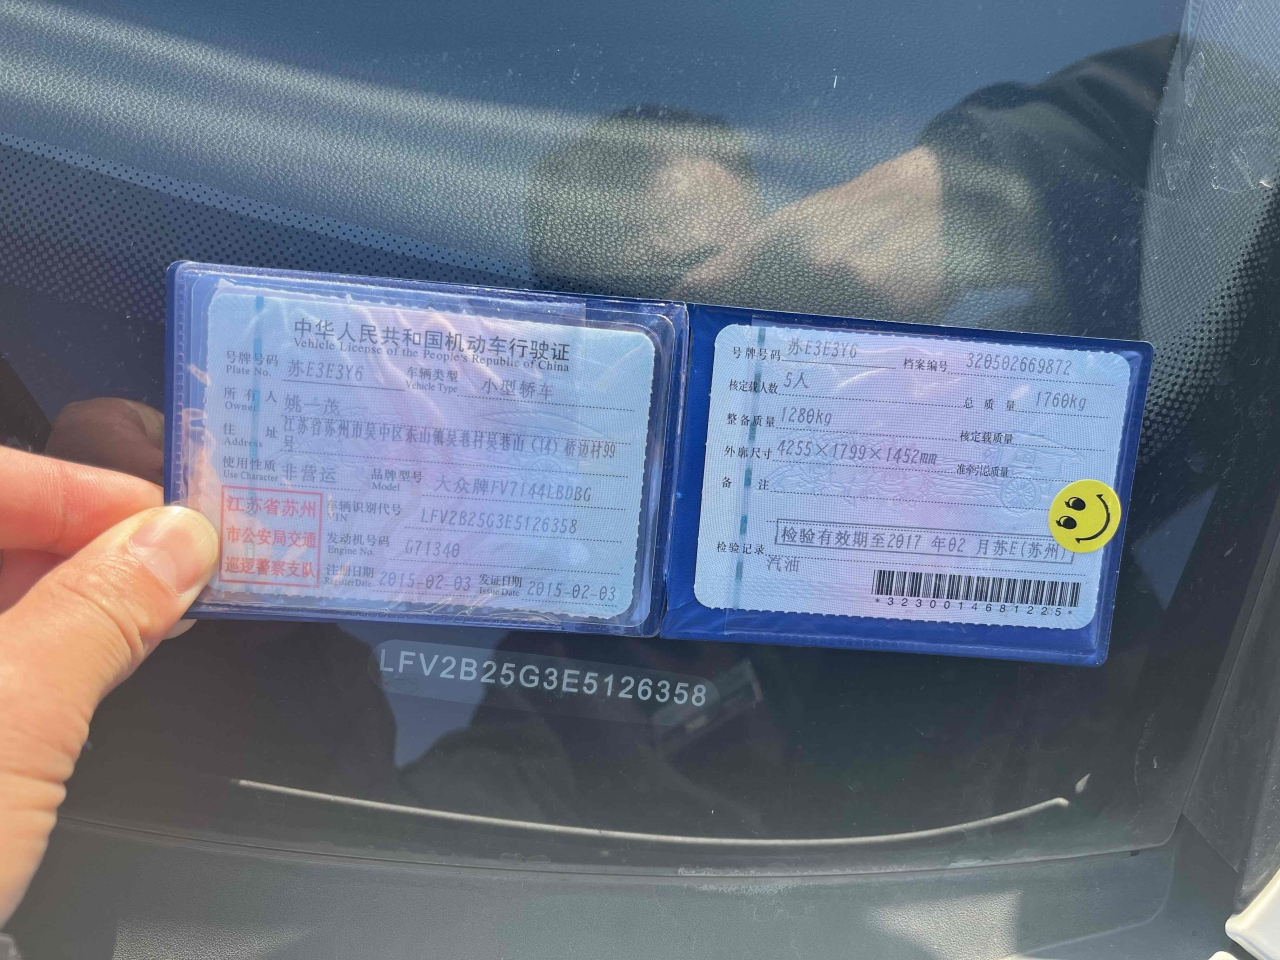 中华人民共和国机动车行驶证
Vehicle License of the People's Republic of China
号牌号码 苏E3E3Y6 车辆类型 小型轿车
Plate No. Vehicle Type
所有人 姚一茂
Owner
住址 江苏省苏州市吴中区东山镇吴巷村吴巷山(14)桥边村99号
Address
使用性质 非营运 品牌型号 大众牌FV7144LBDBG
Use Character Model
江苏省苏州
市公安局交通
巡逻警察支队
车辆识别代号 LFV2B25G3E5126358
VIN
发动机号码 G71340
Engine No.
注册日期 2015-02-03 发证日期 2015-02-03
Register Date Issue Date
号牌号码 苏E3E3Y6 档案编号 320502669872
核定载人数 5人 总质量 1760kg
整备质量 1280kg 核定载质量
外廓尺寸 4255×1799×1452mm 准牵引总质量
备注
检验有效期至2017年02月苏E(苏州)
检验记录
汽油
*3230014681225*
LFV2B25G3E5126358